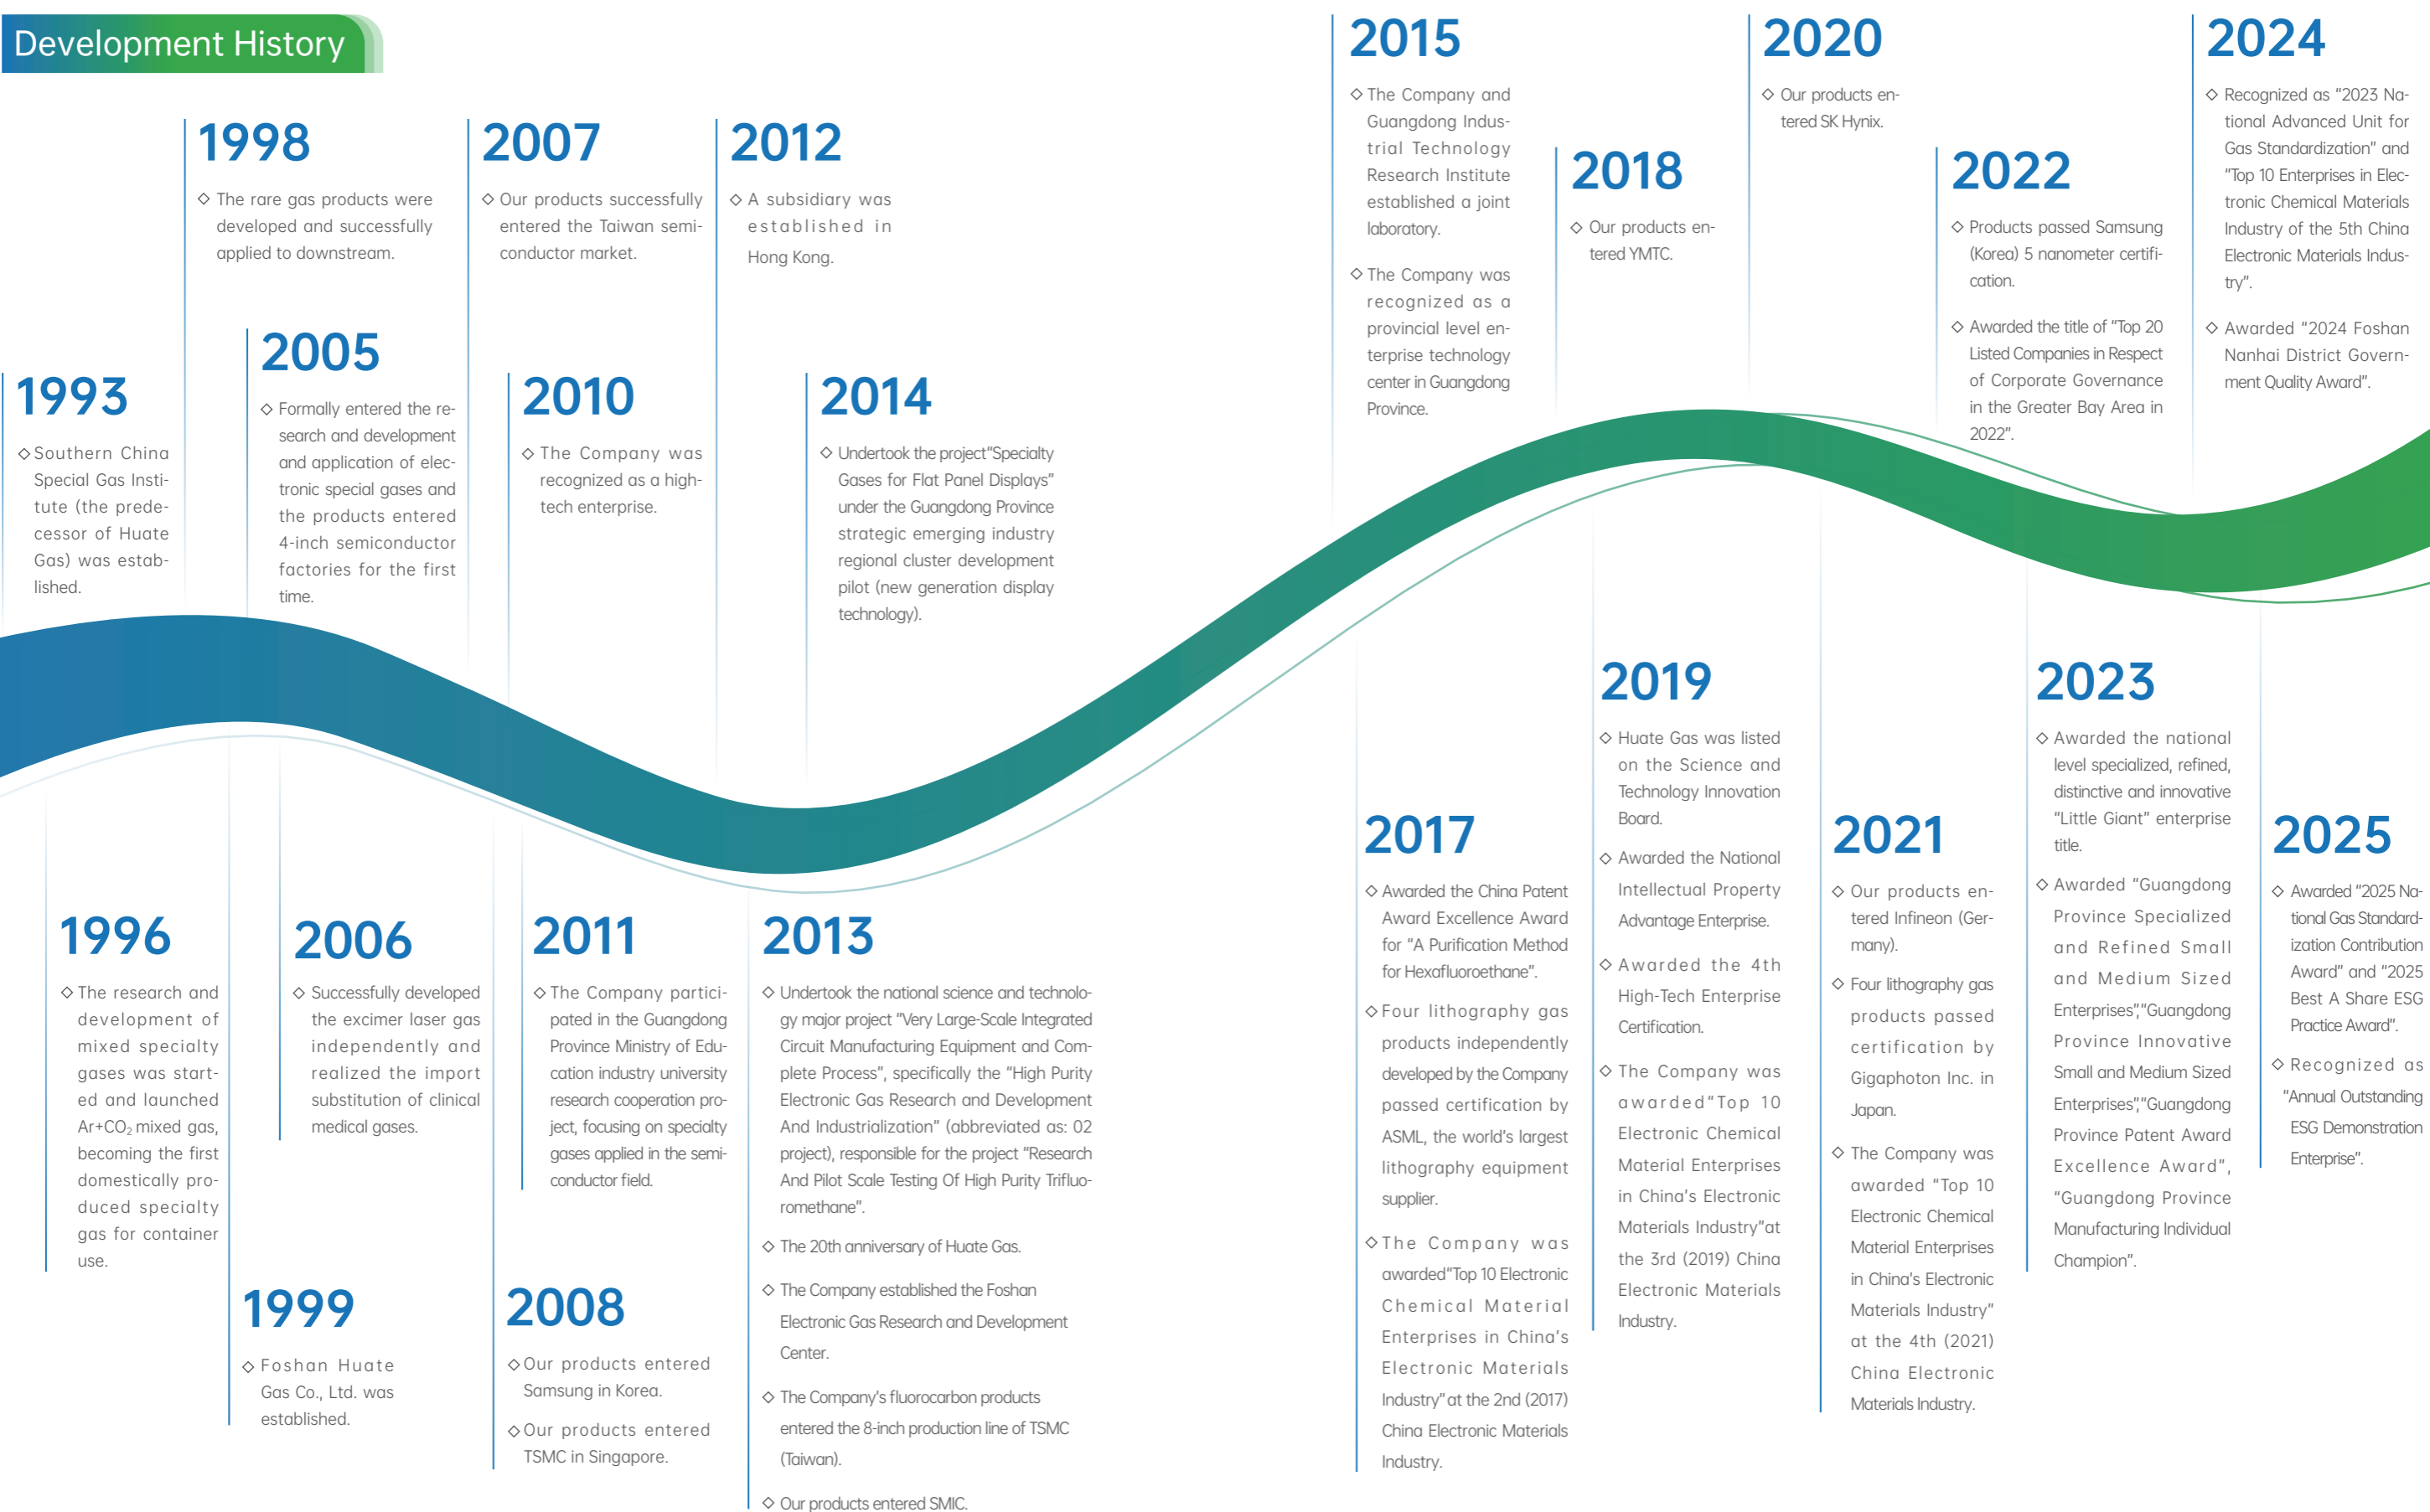 Development History
1993
◇ Southern China
Special Gas Insti-
tute (the prede-
cessor of Huate
Gas) was estab-
lished.
1996
◇ The research and
development of
mixed specialty
gases was start-
ed and launched
Ar+CO₂ mixed gas,
becoming the first
domestically pro-
duced specialty
gas for container
use.
1998
◇ The rare gas products were
developed and successfully
applied to downstream.
1999
◇ Foshan Huate
Gas Co., Ltd. was
established.
2005
◇ Formally entered the re-
search and development
and application of elec-
tronic special gases and
the products entered
4-inch semiconductor
factories for the first
time.
2006
◇ Successfully developed
the excimer laser gas
independently and
realized the import
substitution of clinical
medical gases.
2007
◇ Our products successfully
entered the Taiwan semi-
conductor market.
2008
◇ Our products entered
Samsung in Korea.
◇ Our products entered
TSMC in Singapore.
2010
◇ The Company was
recognized as a high-
tech enterprise.
2011
◇ The Company partici-
pated in the Guangdong
Province Ministry of Edu-
cation industry university
research cooperation pro-
ject, focusing on specialty
gases applied in the semi-
conductor field.
2012
◇ A subsidiary was
established in
Hong Kong.
2013
◇ Undertook the national science and technolo-
gy major project "Very Large-Scale Integrated
Circuit Manufacturing Equipment and Com-
plete Process", specifically the "High Purity
Electronic Gas Research and Development
And Industrialization" (abbreviated as: 02
project), responsible for the project "Research
And Pilot Scale Testing Of High Purity Trifluo-
romethane".
◇ The 20th anniversary of Huate Gas.
◇ The Company established the Foshan
Electronic Gas Research and Development
Center.
◇ The Company's fluorocarbon products
entered the 8-inch production line of TSMC
(Taiwan).
◇ Our products entered SMIC.
2014
◇ Undertook the project"Specialty
Gases for Flat Panel Displays"
under the Guangdong Province
strategic emerging industry
regional cluster development
pilot (new generation display
technology).
2015
◇ The Company and
Guangdong Indus-
trial Technology
Research Institute
established a joint
laboratory.
◇ The Company was
recognized as a
provincial level en-
terprise technology
center in Guangdong
Province.
2017
◇ Awarded the China Patent
Award Excellence Award
for "A Purification Method
for Hexafluoroethane".
◇ Four lithography gas
products independently
developed by the Company
passed certification by
ASML, the world's largest
lithography equipment
supplier.
◇ The Company was
awarded"Top 10 Electronic
Chemical Material
Enterprises in China's
Electronic Materials
Industry"at the 2nd (2017)
China Electronic Materials
Industry.
2018
◇ Our products en-
tered YMTC.
2019
◇ Huate Gas was listed
on the Science and
Technology Innovation
Board.
◇ Awarded the National
Intellectual Property
Advantage Enterprise.
◇ Awarded the 4th
High-Tech Enterprise
Certification.
◇ The Company was
awarded"Top 10
Electronic Chemical
Material Enterprises
in China's Electronic
Materials Industry"at
the 3rd (2019) China
Electronic Materials
Industry.
2020
◇ Our products en-
tered SK Hynix.
2021
◇ Our products en-
tered Infineon (Ger-
many).
◇ Four lithography gas
products passed
certification by
Gigaphoton Inc. in
Japan.
◇ The Company was
awarded "Top 10
Electronic Chemical
Material Enterprises
in China's Electronic
Materials Industry"
at the 4th (2021)
China Electronic
Materials Industry.
2022
◇ Products passed Samsung
(Korea) 5 nanometer certifi-
cation.
◇ Awarded the title of "Top 20
Listed Companies in Respect
of Corporate Governance
in the Greater Bay Area in
2022".
2023
◇ Awarded the national
level specialized, refined,
distinctive and innovative
"Little Giant" enterprise
title.
◇ Awarded "Guangdong
Province Specialized
and Refined Small
and Medium Sized
Enterprises","Guangdong
Province Innovative
Small and Medium Sized
Enterprises","Guangdong
Province Patent Award
Excellence Award",
"Guangdong Province
Manufacturing Individual
Champion".
2024
◇ Recognized as "2023 Na-
tional Advanced Unit for
Gas Standardization" and
"Top 10 Enterprises in Elec-
tronic Chemical Materials
Industry of the 5th China
Electronic Materials Indus-
try".
◇ Awarded "2024 Foshan
Nanhai District Govern-
ment Quality Award".
2025
◇ Awarded "2025 Na-
tional Gas Standard-
ization Contribution
Award" and "2025
Best A Share ESG
Practice Award".
◇ Recognized as
"Annual Outstanding
ESG Demonstration
Enterprise".